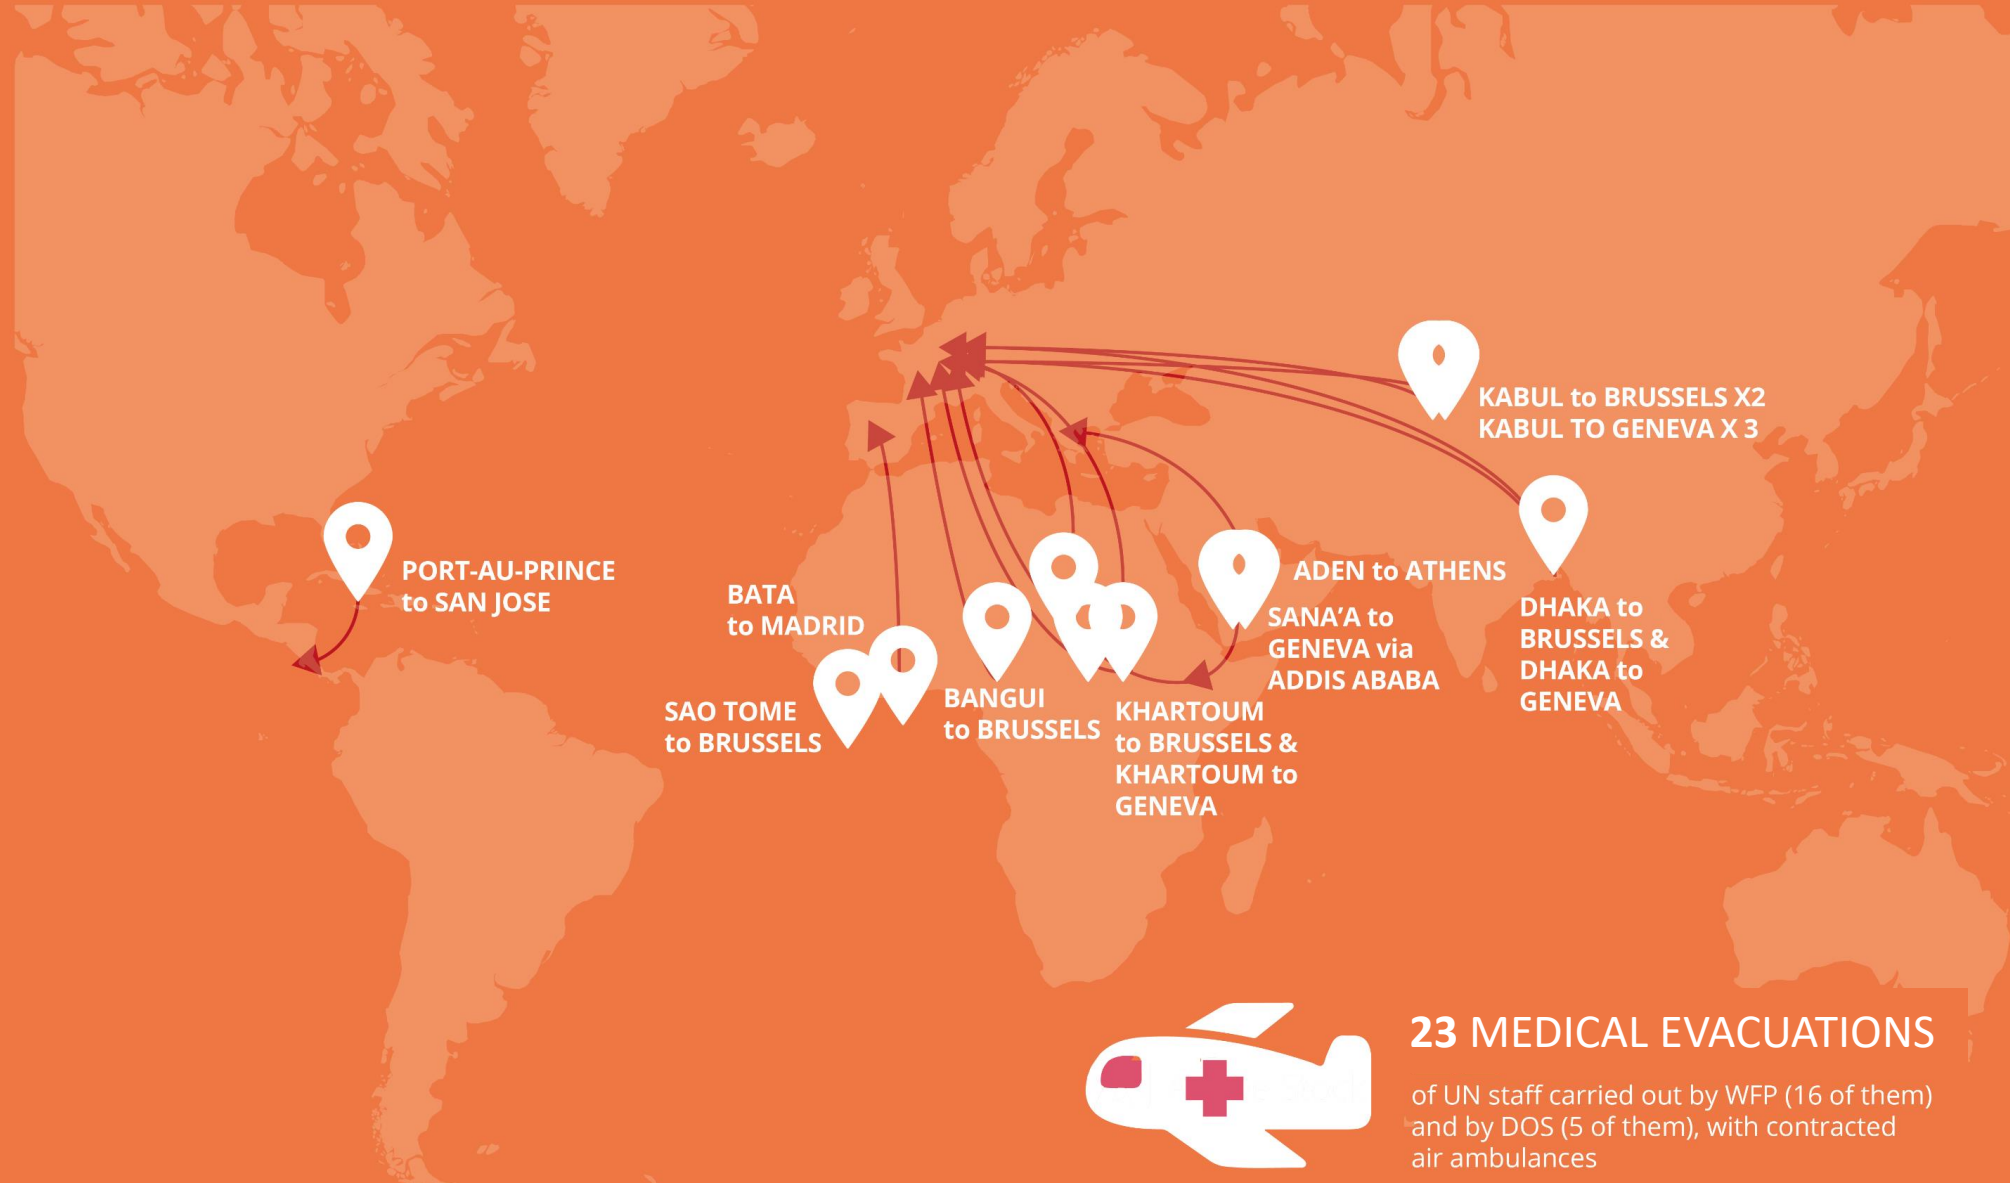 KABUL to BRUSSELS X2
KABUL TO GENEVA X 3
PORT-AU-PRINCE
to SAN JOSE
BATA
to MADRID
ADEN to ATHENS
SANA'A to
GENEVA via
ADDIS ABABA
DHAKA to
BRUSSELS &
DHAKA to
GENEVA
SAO TOME
to BRUSSELS
BANGUI
to BRUSSELS
KHARTOUM
to BRUSSELS &
KHARTOUM to
GENEVA
23 MEDICAL EVACUATIONS
of UN staff carried out by WFP (16 of them)
and by DOS (5 of them), with contracted
air ambulances